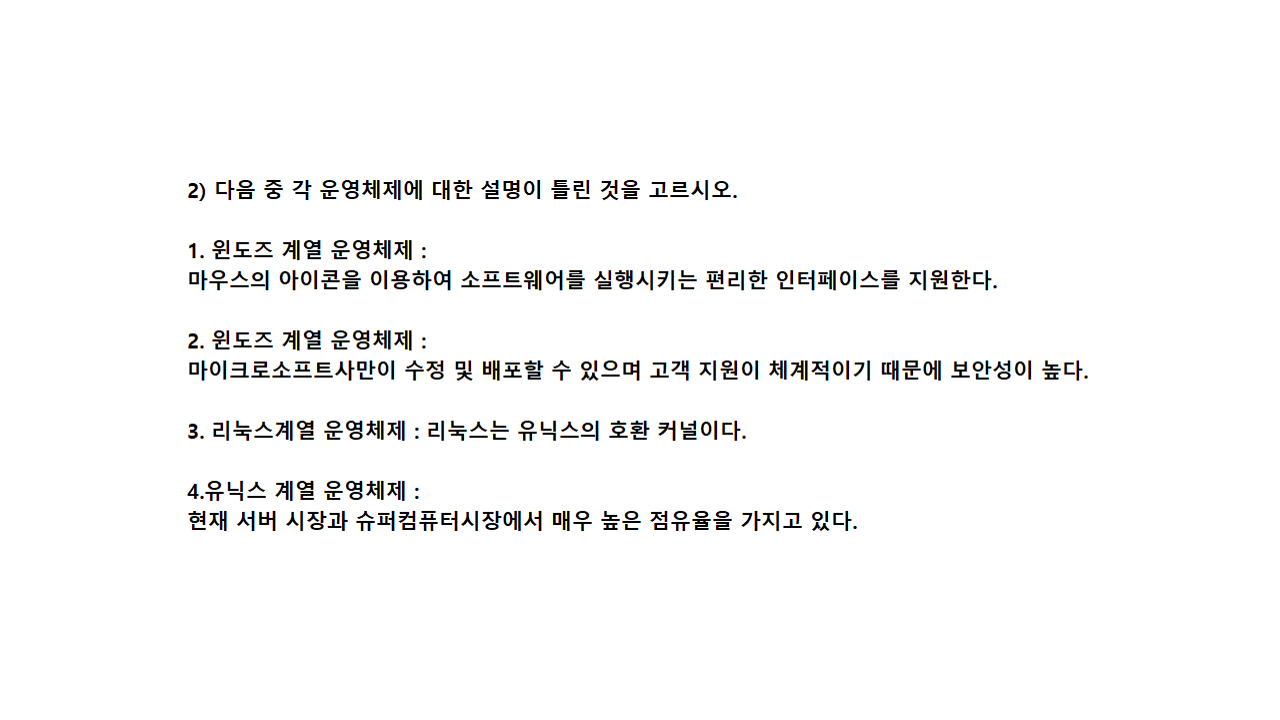 2) 다음 중 각 운영체제에 대한 설명이 틀린 것을 고르시오.
1. 윈도즈 계열 운영체제 :
마우스의 아이콘을 이용하여 소프트웨어를 실행시키는 편리한 인터페이스를 지원한다.
2. 윈도즈 계열 운영체제 :
마이크로소프트사만이 수정 및 배포할 수 있으며 고객 지원이 체계적이기 때문에 보안성이 높다.
3. 리눅스계열 운영체제 : 리눅스는 유닉스의 호환 커널이다.
4.유닉스 계열 운영체제 :
현재 서버 시장과 슈퍼컴퓨터시장에서 매우 높은 점유율을 가지고 있다.